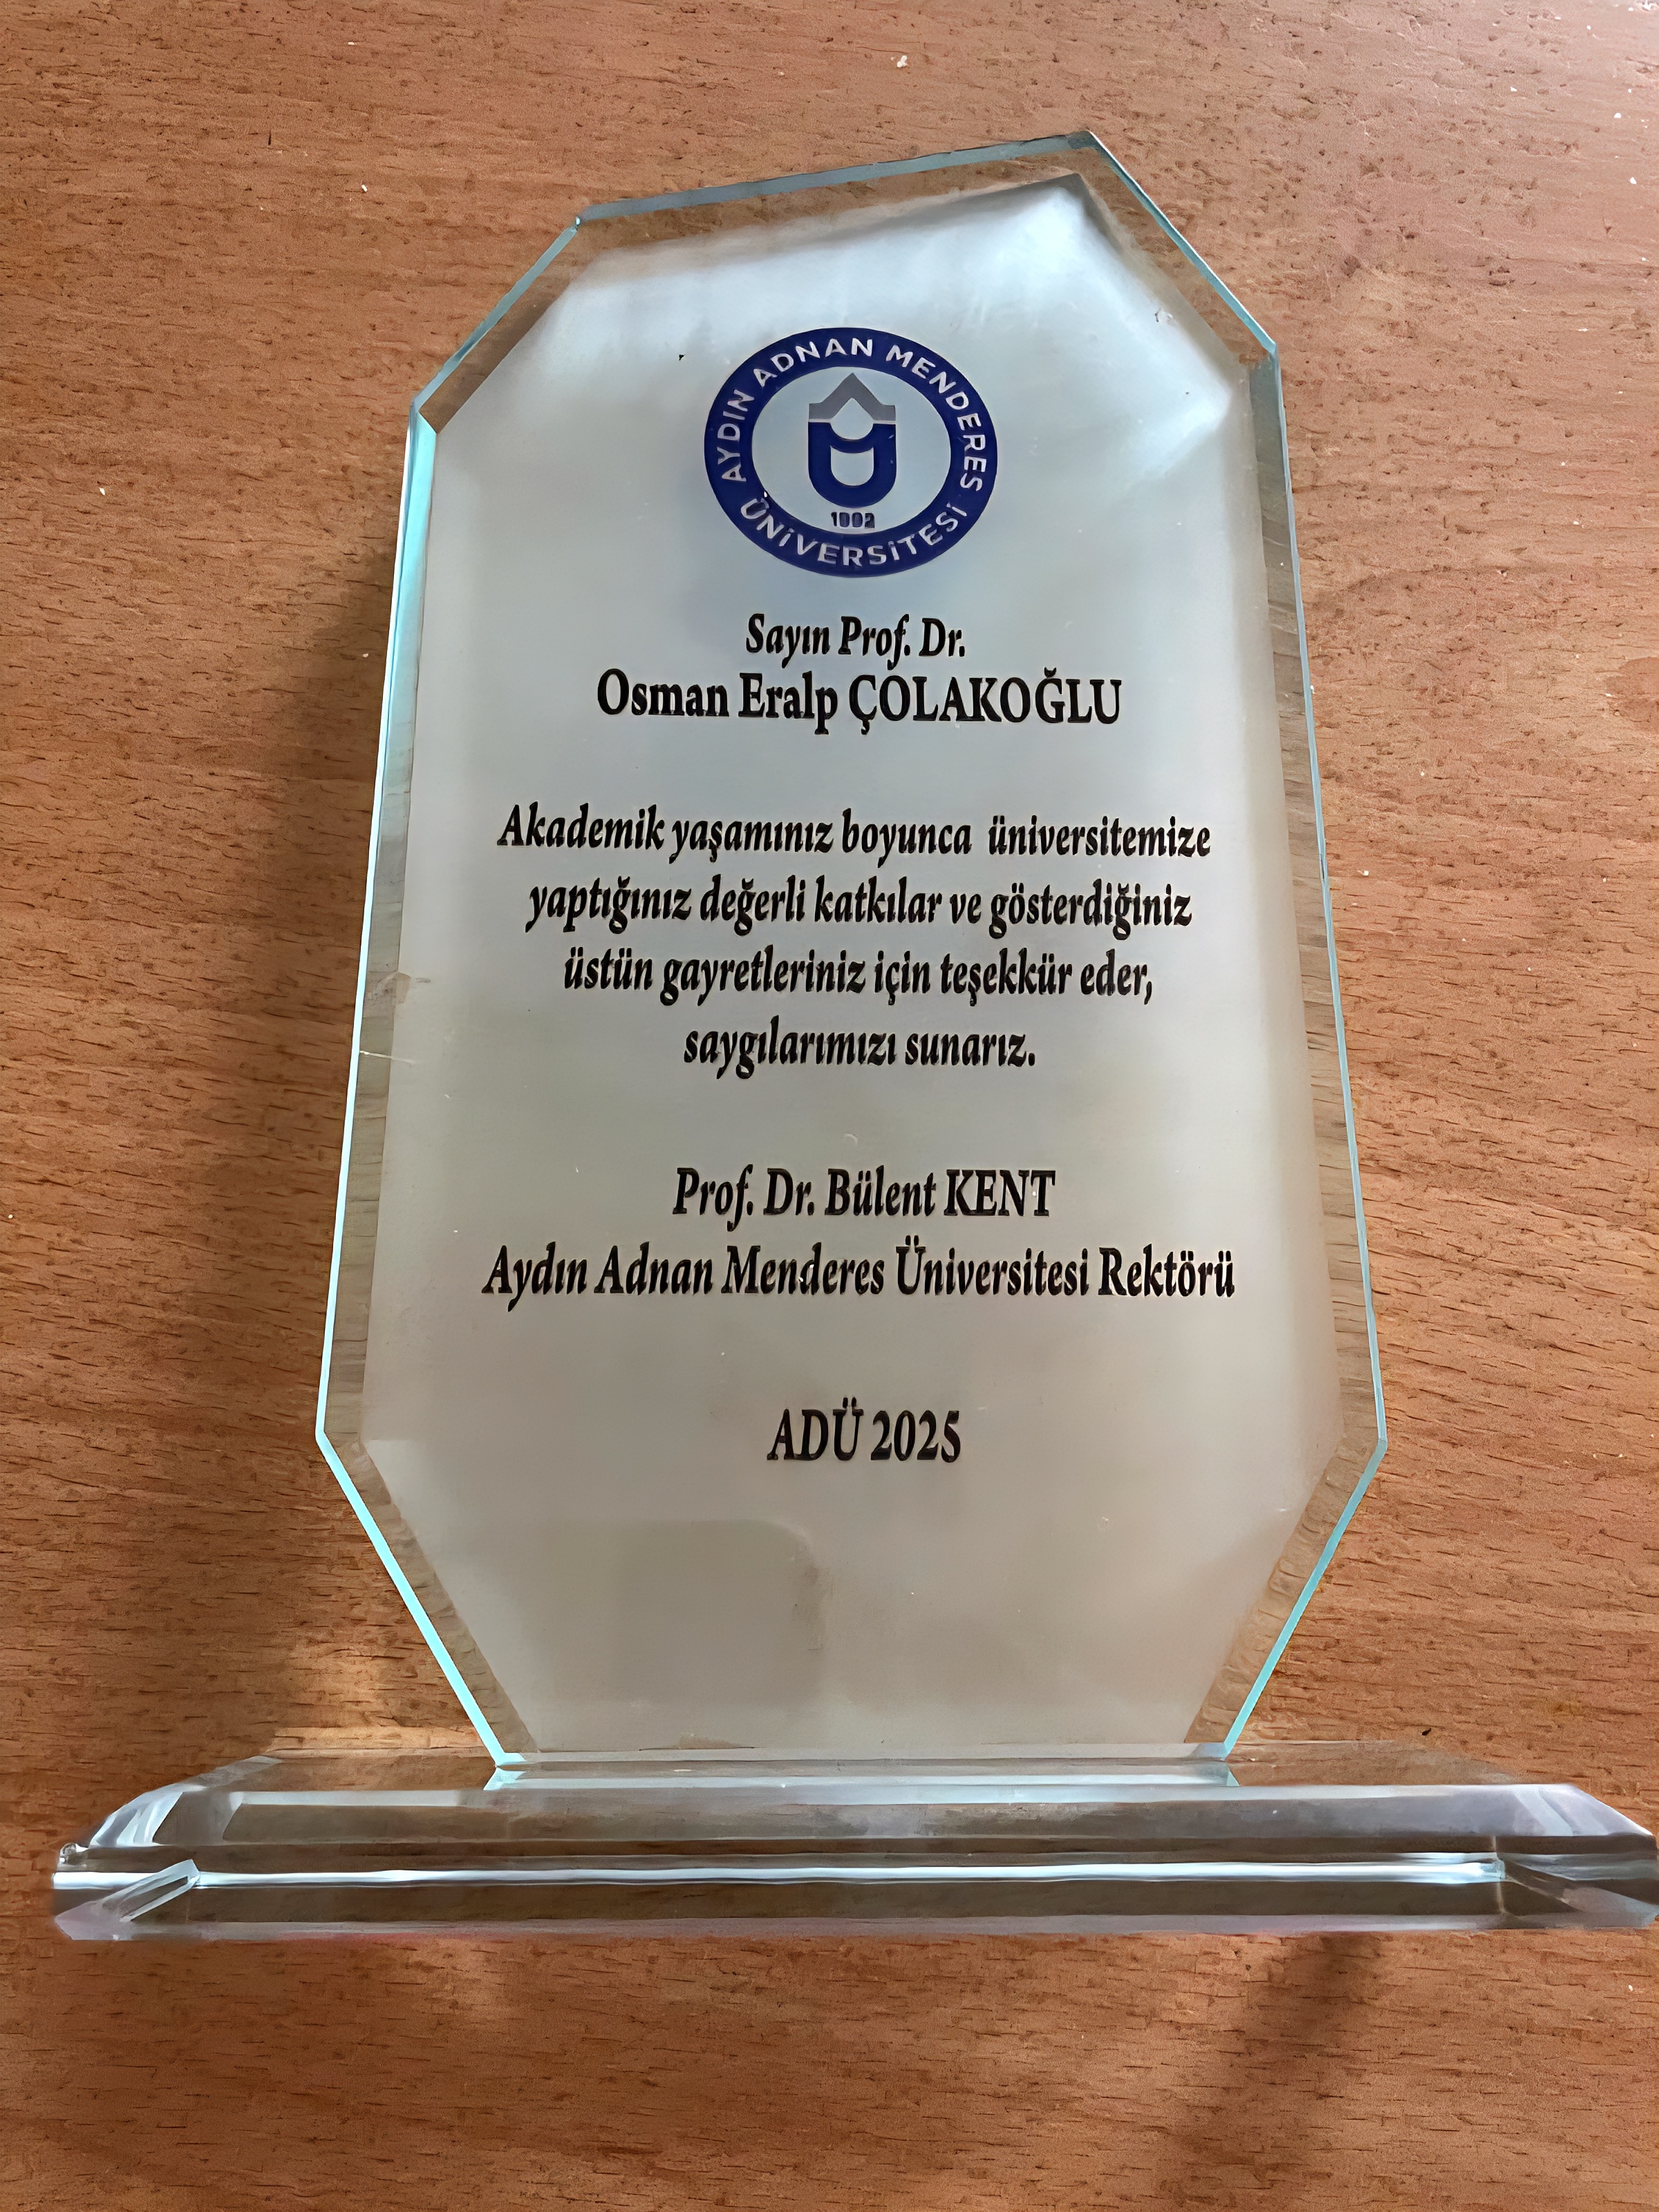 AYDIN ADNAN MENDERES
ÜNİVERSİTESİ
1992
Sayın Prof. Dr.
Osman Eralp ÇOLAKOĞLU
Akademik yaşamınız boyunca üniversitemize
yaptığınız değerli katkılar ve gösterdiğiniz
üstün gayretleriniz için teşekkür eder,
saygılarımızı sunarız.
Prof. Dr. Bülent KENT
Aydın Adnan Menderes Üniversitesi Rektörü
ADÜ 2025